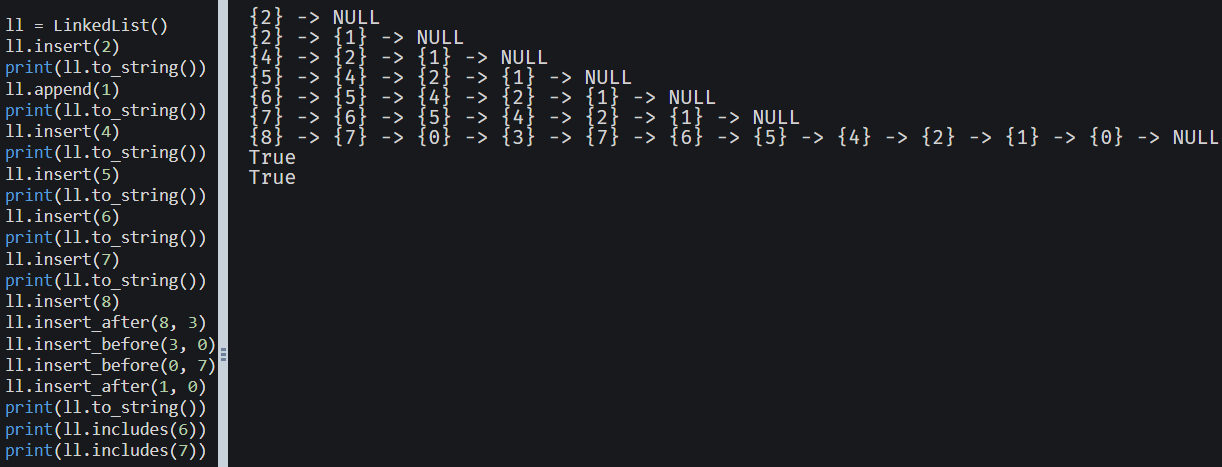 ll = LinkedList()
ll.insert(2)
print(ll.to_string())
ll.append(1)
print(ll.to_string())
ll.insert(4)
print(ll.to_string())
ll.insert(5)
print(ll.to_string())
ll.insert(6)
print(ll.to_string())
ll.insert(7)
print(ll.to_string())
ll.insert(8)
ll.insert_after(8, 3)
ll.insert_before(3, 0)
ll.insert_before(0, 7)
ll.insert_after(1, 0)
print(ll.to_string())
print(ll.includes(6))
print(ll.includes(7))
{2} -> NULL
{2} -> {1} -> NULL
{4} -> {2} -> {1} -> NULL
{5} -> {4} -> {2} -> {1} -> NULL
{6} -> {5} -> {4} -> {2} -> {1} -> NULL
{7} -> {6} -> {5} -> {4} -> {2} -> {1} -> NULL
{8} -> {7} -> {0} -> {3} -> {7} -> {6} -> {5} -> {4} -> {2} -> {1} -> {0} -> NULL
True
True